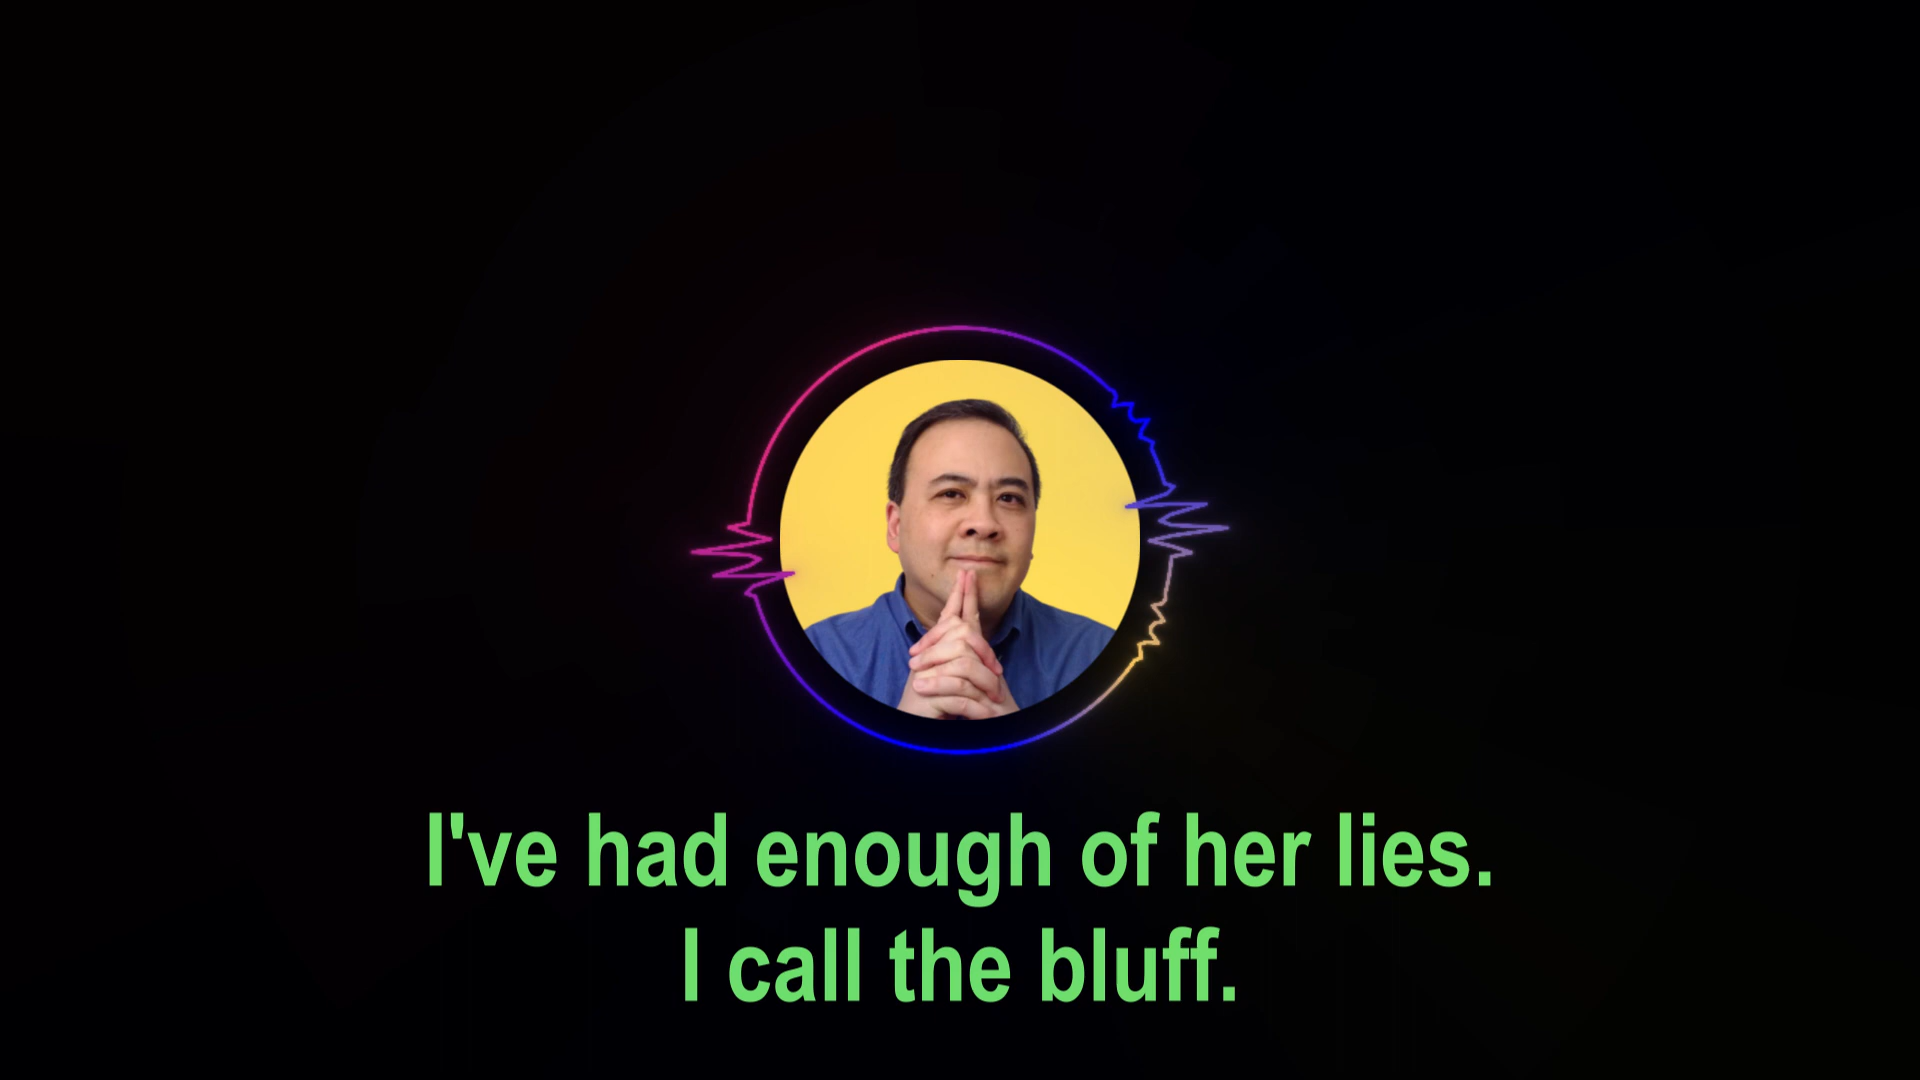 I've had enough of her lies.
I call the bluff.